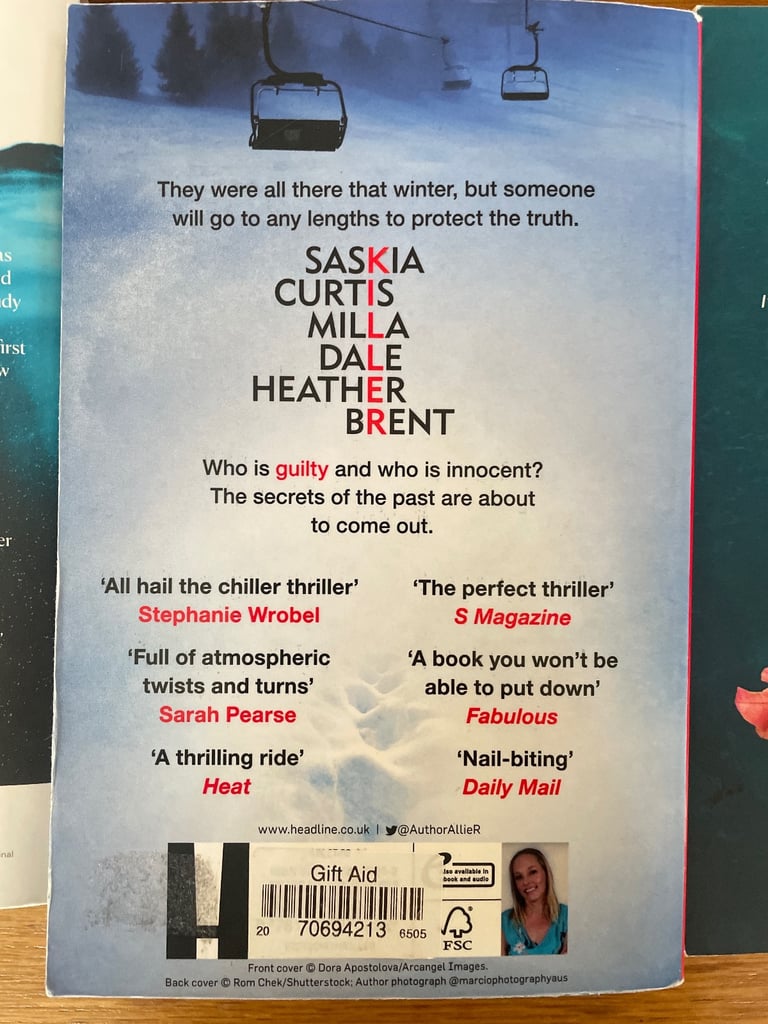 They were all there that winter, but someone
will go to any lengths to protect the truth.
SASKIA
CURTIS
MILLA
DALE
HEATHER
BRENT
Who is guilty and who is innocent?
The secrets of the past are about
to come out.
‘All hail the chiller thriller’
Stephanie Wrobel
‘The perfect thriller’
S Magazine
‘Full of atmospheric
twists and turns’
Sarah Pearse
‘A book you won’t be
able to put down’
Fabulous
‘A thrilling ride’
Heat
‘Nail-biting’
Daily Mail
www.headline.co.uk | @AuthorAllieR
H
Gift Aid
20 70694213 6505
available in
book and audio
FSC
Front cover © Dora Apostolova/Arcangel Images.
Back cover © Rom Chek/Shutterstock; Author photograph @marciophotographyaus